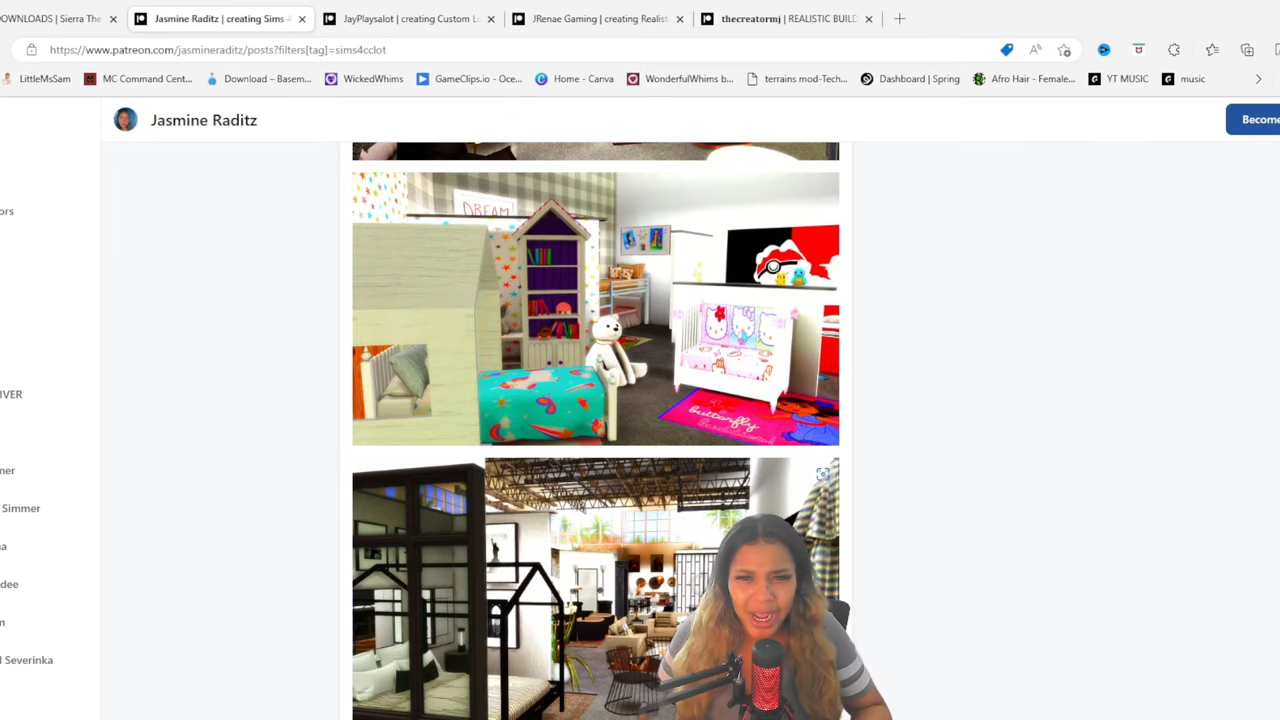 OWNLOADS | Sierra The
Jasmine Raditz | creating Sims 4
JayPlaysalot | creating Custom Lo
JRenae Gaming | creating Realist
thecreatormj | REALISTIC BUILD
https://www.patreon.com/jasmineraditz/posts?filters[tag]=sims4cclot
LittleMsSam
MC Command Cent...
Download – Basem...
WickedWhims
GameClips.io - Oce...
Home - Canva
WonderfulWhims b...
terrains mod-Tech...
Dashboard | Spring
Afro Hair - Female...
YT MUSIC
music
Jasmine Raditz
Become
ors
IVER
mer
Simmer
a
dee
m
l Severinka
DREAM
butterfly